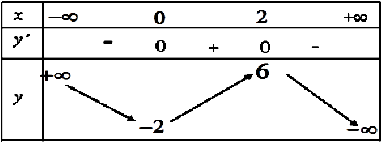 x −∞ 0 2 +∞
y′ - 0 + 0 -
+∞ 6
y
−2 −∞